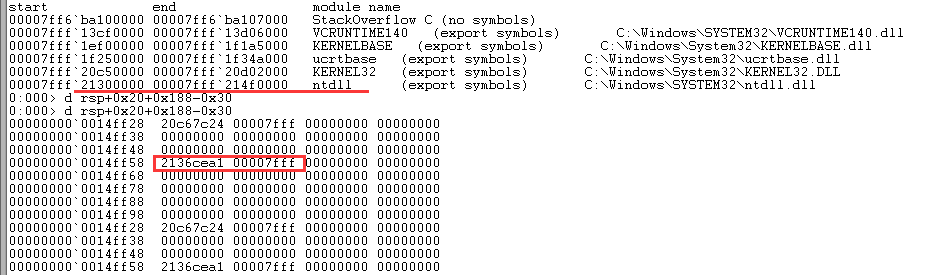 start end module name
00007ff6`ba100000 00007ff6`ba107000 StackOverflow C (no symbols)
00007fff`13cf0000 00007fff`13d06000 VCRUNTIME140 (export symbols) C:\Windows\SYSTEM32\VCRUNTIME140.dll
00007fff`1ef00000 00007fff`1f1a5000 KERNELBASE (export symbols) C:\Windows\System32\KERNELBASE.dll
00007fff`1f250000 00007fff`1f34a000 ucrtbase (export symbols) C:\Windows\System32\ucrtbase.dll
00007fff`20c50000 00007fff`20d02000 KERNEL32 (export symbols) C:\Windows\System32\KERNEL32.DLL
00007fff`21300000 00007fff`214f0000 ntdll (export symbols) C:\Windows\SYSTEM32\ntdll.dll
0:000> d rsp+0x20+0x188-0x30
0:000> d rsp+0x20+0x188-0x30
00000000`0014ff28 20c67c24 00007fff 00000000 00000000
00000000`0014ff38 00000000 00000000 00000000 00000000
00000000`0014ff48 00000000 00000000 00000000 00000000
00000000`0014ff58 2136cea1 00007fff 00000000 00000000
00000000`0014ff68 00000000 00000000 00000000 00000000
00000000`0014ff78 00000000 00000000 00000000 00000000
00000000`0014ff88 00000000 00000000 00000000 00000000
00000000`0014ff98 00000000 00000000 00000000 00000000
00000000`0014ff28 20c67c24 00007fff 00000000 00000000
00000000`0014ff38 00000000 00000000 00000000 00000000
00000000`0014ff48 00000000 00000000 00000000 00000000
00000000`0014ff58 2136cea1 00007fff 00000000 00000000